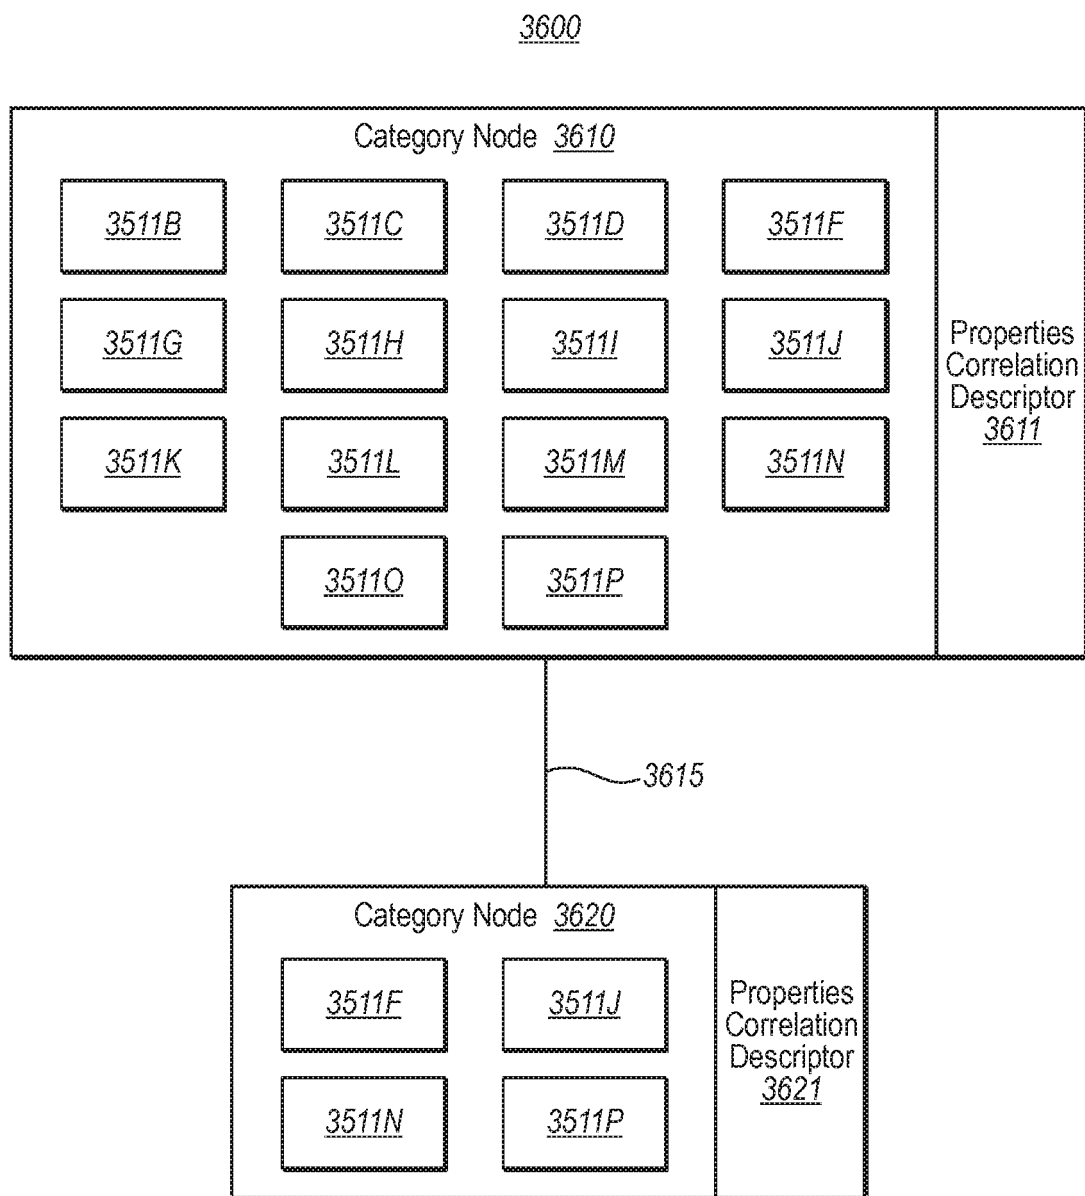 3600
Category Node 3610
3511B 3511C 3511D 3511F
3511G 3511H 3511I 3511J
3511K 3511L 3511M 3511N
3511O 3511P
Properties
Correlation
Descriptor
3611
3615
Category Node 3620
3511F 3511J
3511N 3511P
Properties
Correlation
Descriptor
3621